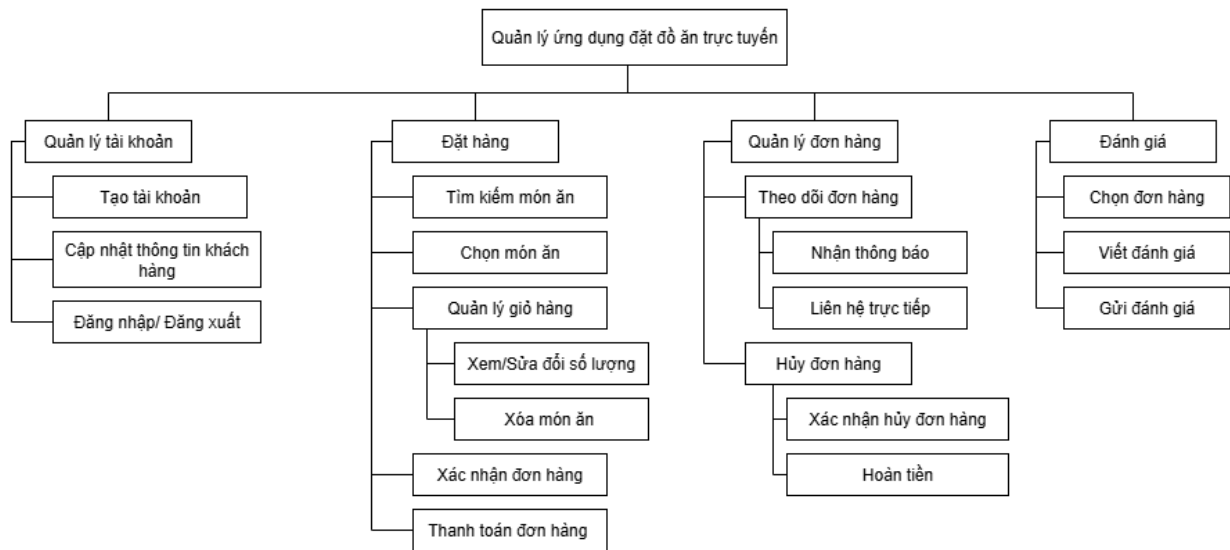 Quản lý ứng dụng đặt đồ ăn trực tuyến
Quản lý tài khoản
Tạo tài khoản
Cập nhật thông tin khách
hàng
Đăng nhập/ Đăng xuất
Đặt hàng
Tìm kiếm món ăn
Chọn món ăn
Quản lý giỏ hàng
Xem/Sửa đổi số lượng
Xóa món ăn
Xác nhận đơn hàng
Thanh toán đơn hàng
Quản lý đơn hàng
Theo dõi đơn hàng
Nhận thông báo
Liên hệ trực tiếp
Hủy đơn hàng
Xác nhận hủy đơn hàng
Hoàn tiền
Đánh giá
Chọn đơn hàng
Viết đánh giá
Gửi đánh giá